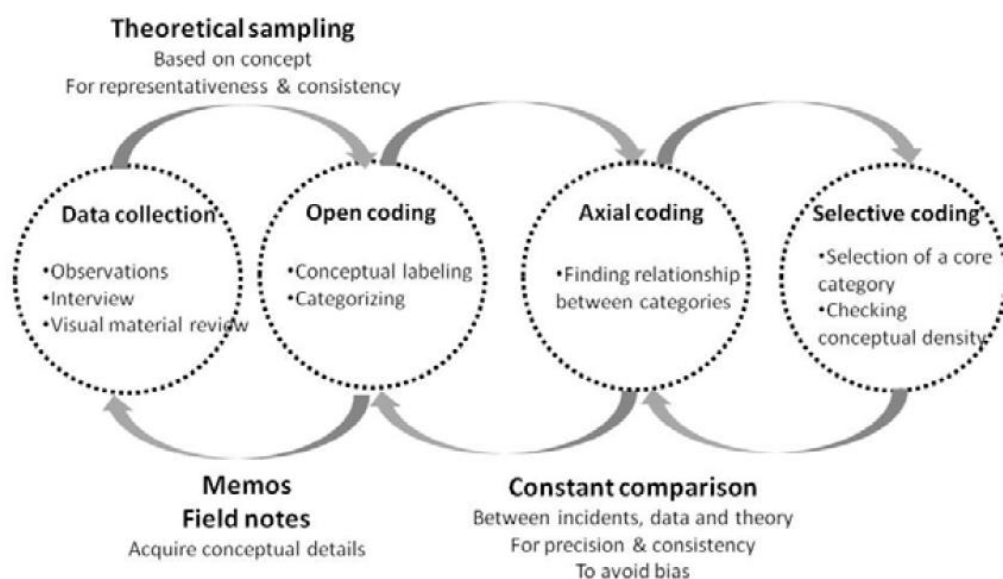 Theoretical sampling
Based on concept
For representativeness & consistency
Data collection
•Observations
•Interview
•Visual material review
Open coding
•Conceptual labeling
•Categorizing
Axial coding
•Finding relationship
between categories
Selective coding
•Selection of a core
category
•Checking
conceptual density
Memos
Field notes
Acquire conceptual details
Constant comparison
Between incidents, data and theory
For precision & consistency
To avoid bias